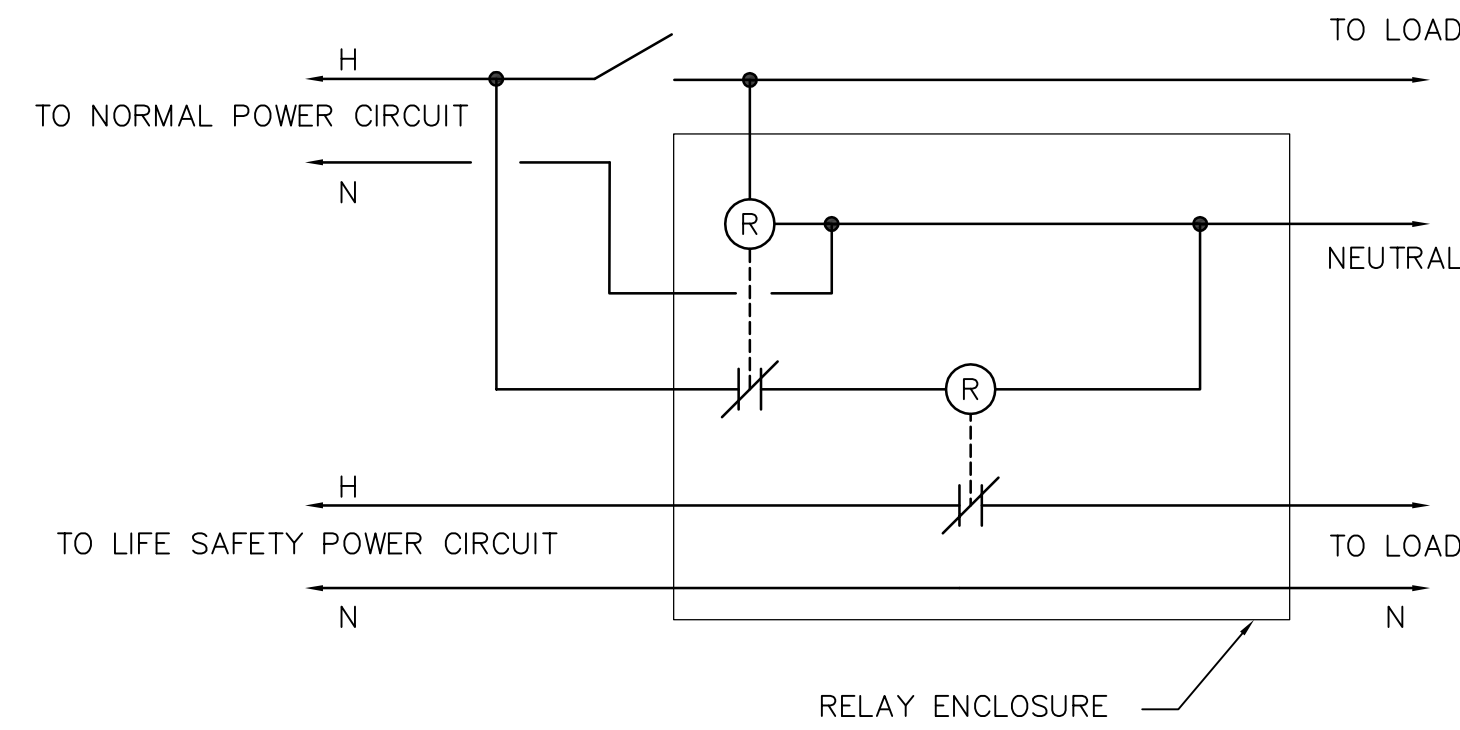 TO LOAD
H
TO NORMAL POWER CIRCUIT
N
R
NEUTRAL
R
H
TO LIFE SAFETY POWER CIRCUIT
TO LOAD
N
N
RELAY ENCLOSURE